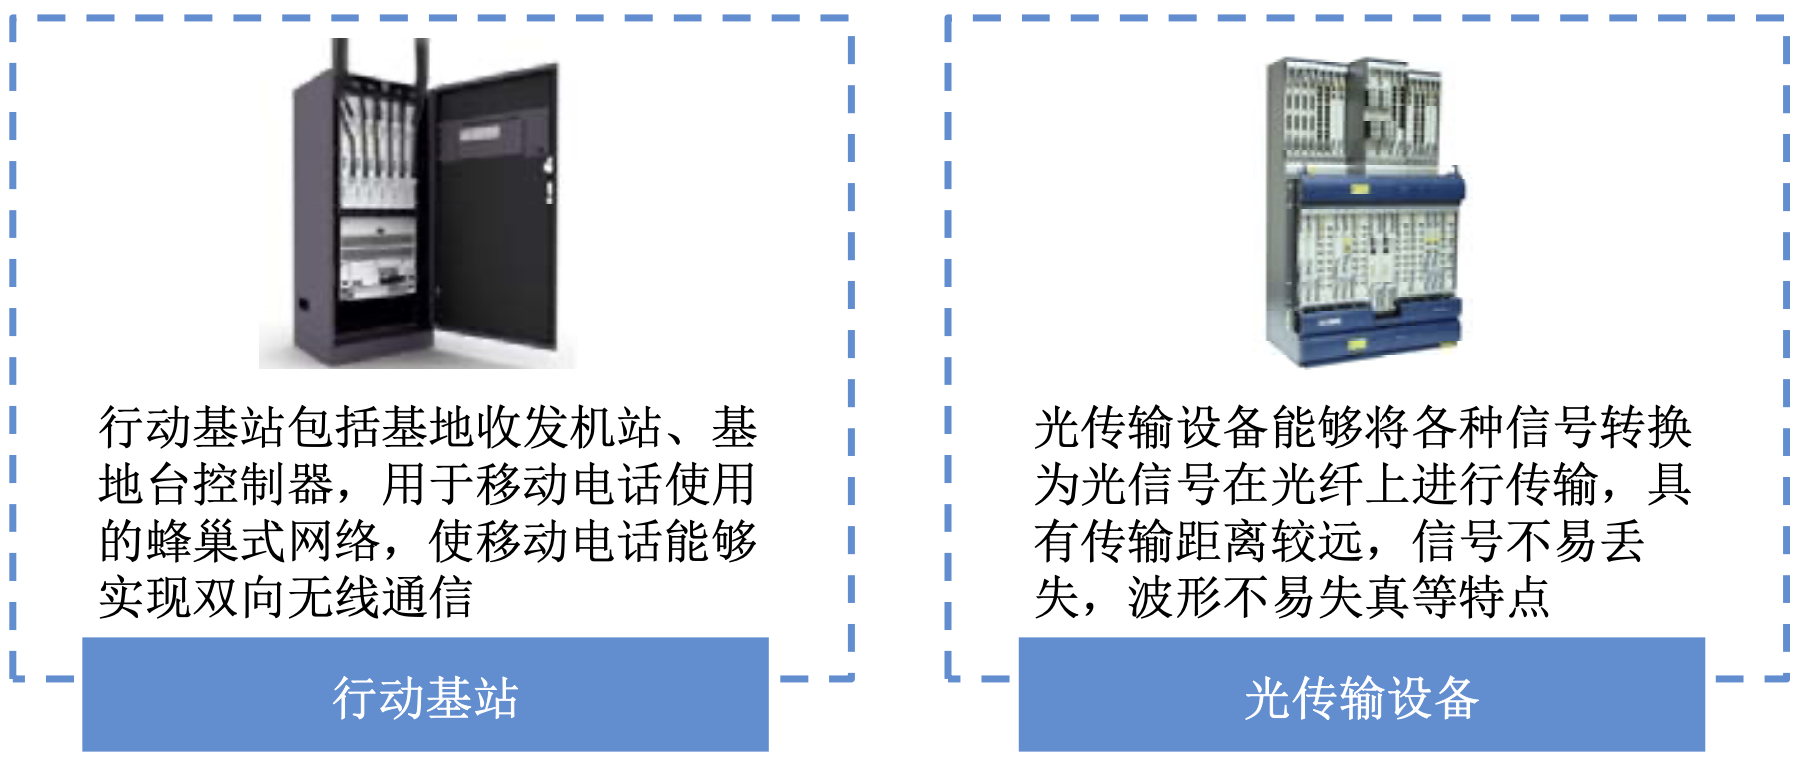 行动基站包括基地收发机站、基
地台控制器，用于移动电话使用
的蜂巢式网络，使移动电话能够
实现双向无线通信
行动基站
光传输设备能够将各种信号转换
为光信号在光纤上进行传输，具
有传输距离较远，信号不易丢
失，波形不易失真等特点
光传输设备